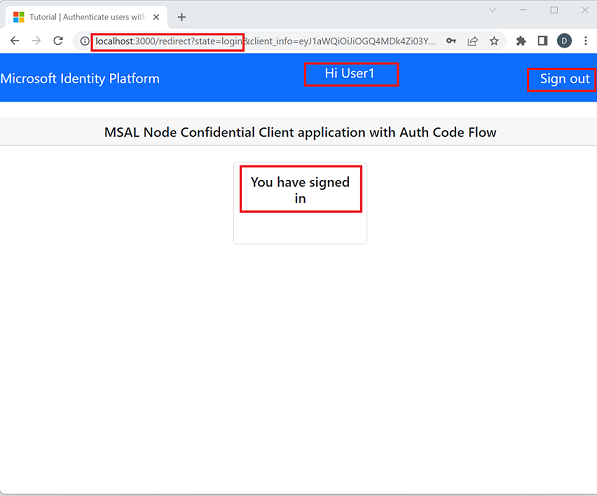 Tutorial | Authenticate users with
localhost:3000/redirect?state=login&client_info=eyJ1aWQiOiJiOGQ4MDk4Zi03Y...
D
Microsoft Identity Platform
Hi User1
Sign out
MSAL Node Confidential Client application with Auth Code Flow
You have signed
in